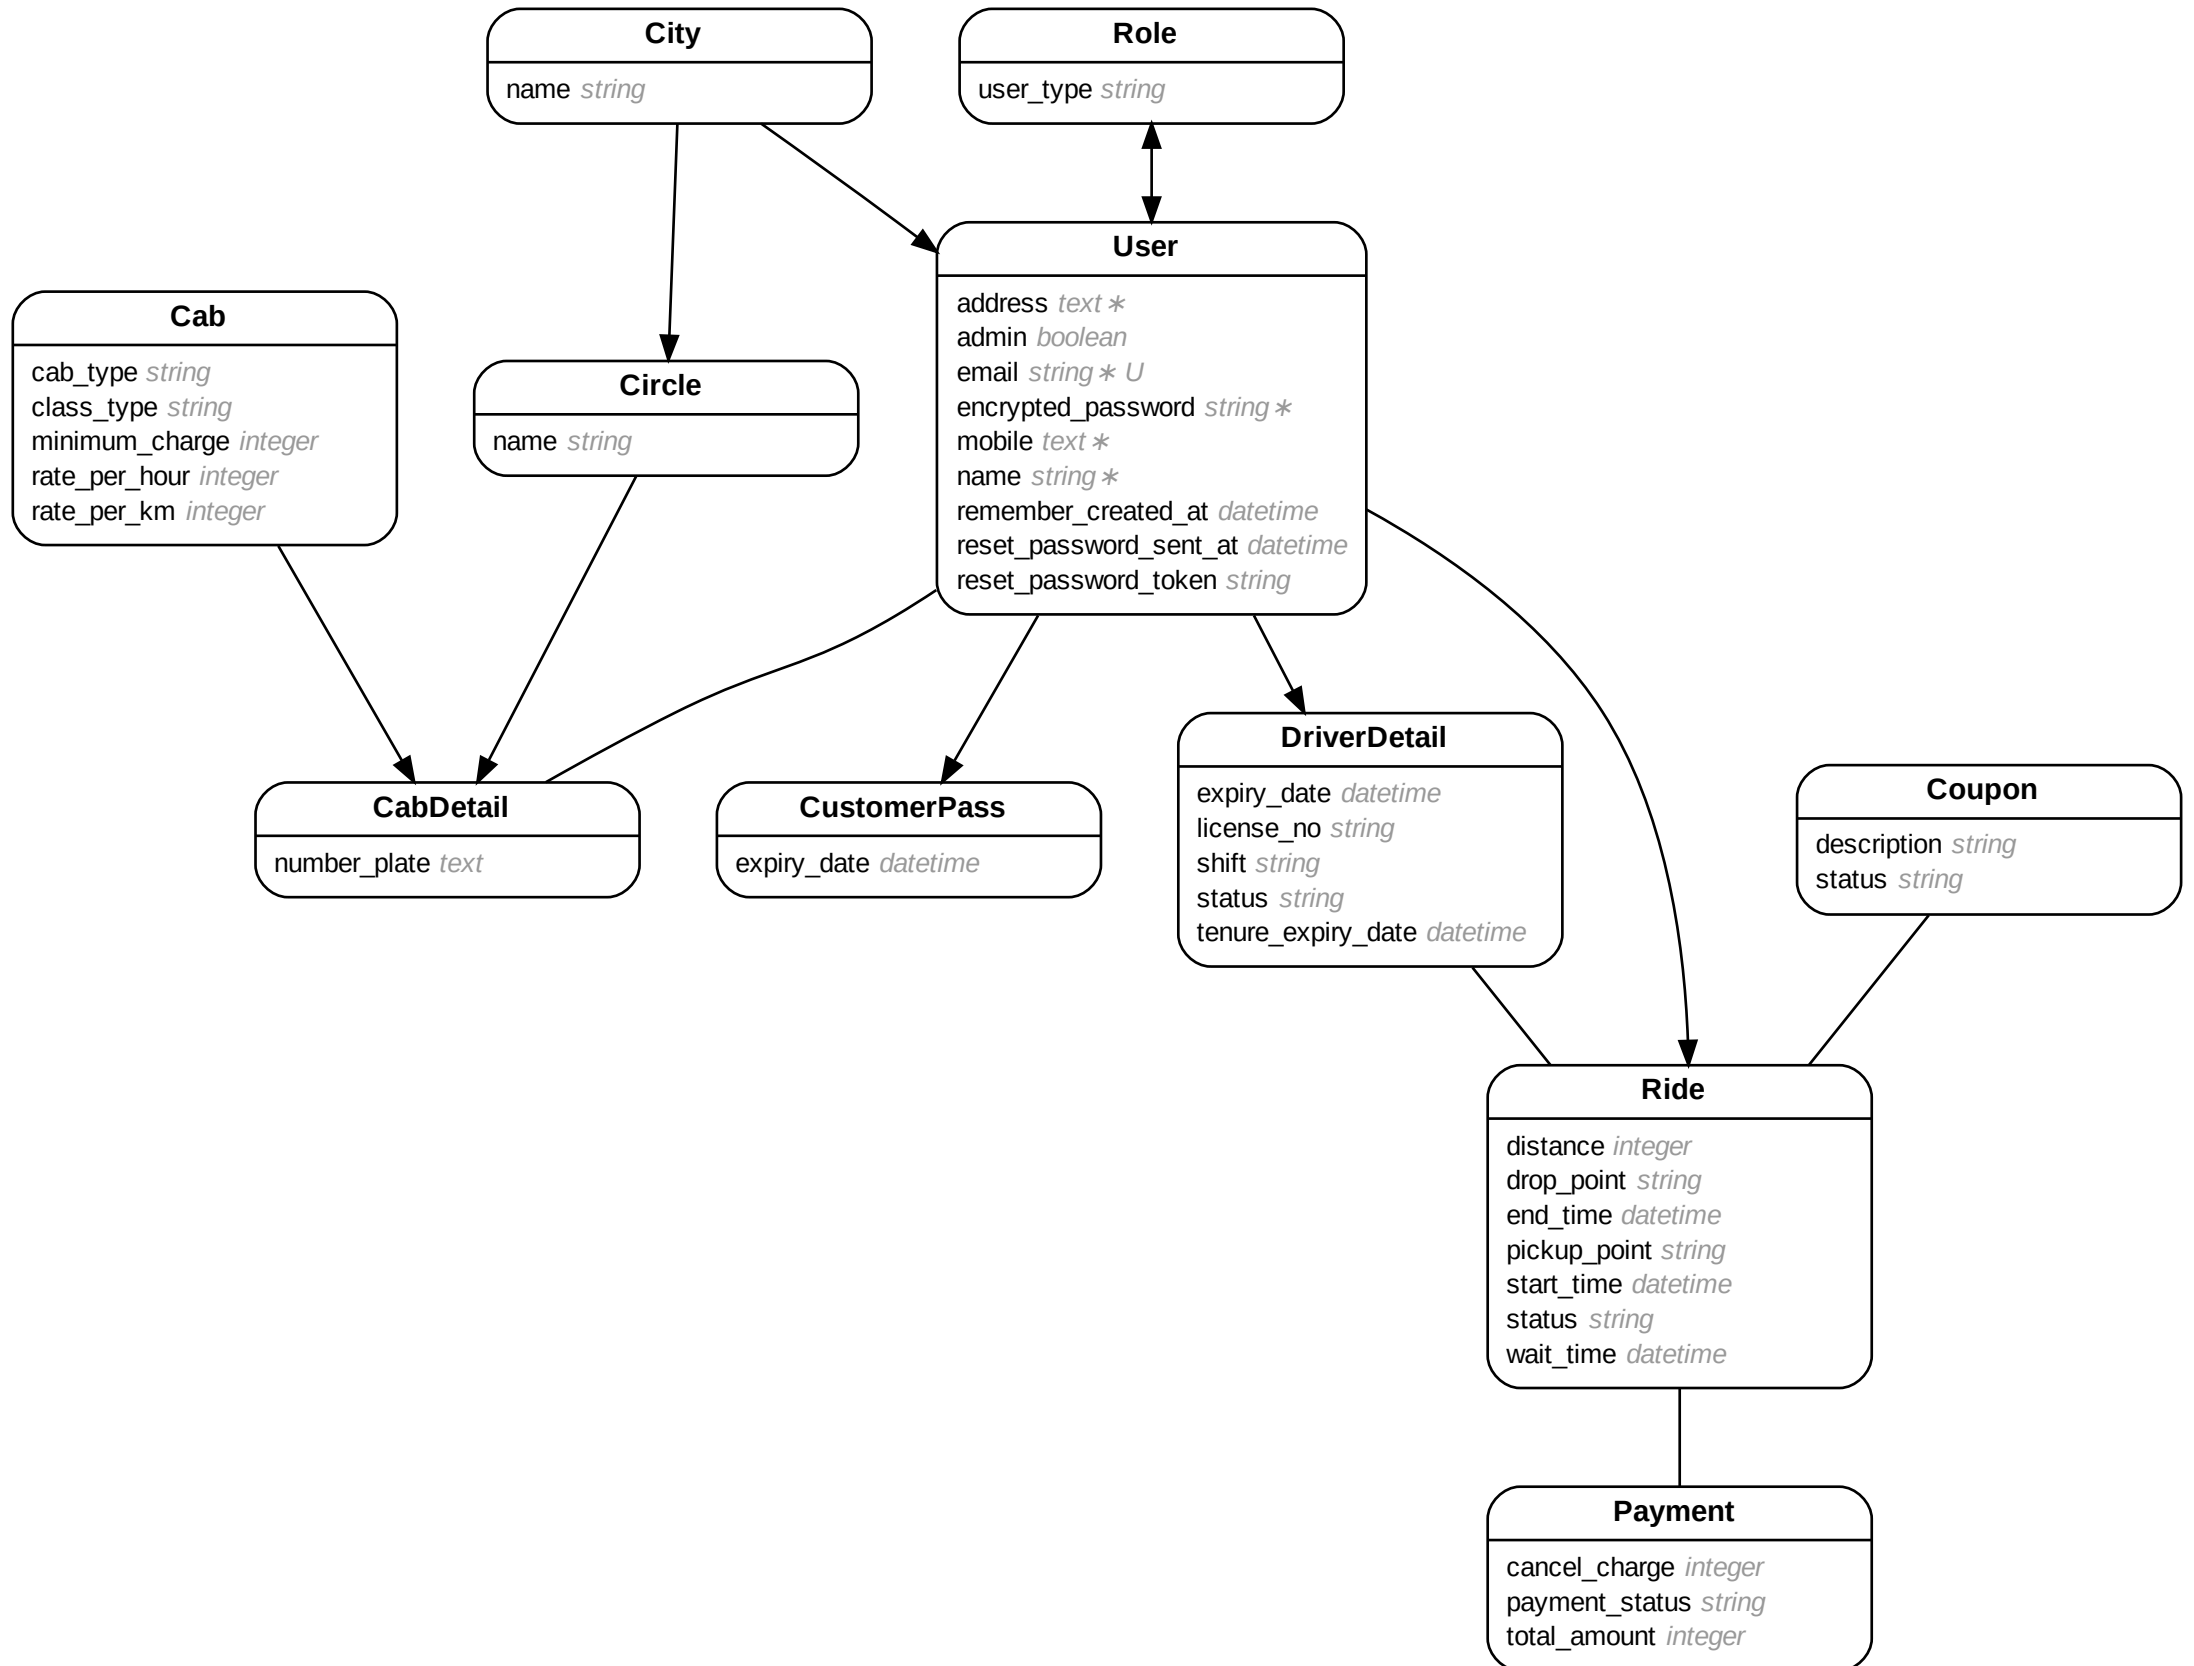 City
name string
Role
user_type string
User
address text ∗
admin boolean
email string ∗ U
encrypted_password string ∗
mobile text ∗
name string ∗
remember_created_at datetime
reset_password_sent_at datetime
reset_password_token string
Cab
cab_type string
class_type string
minimum_charge integer
rate_per_hour integer
rate_per_km integer
Circle
name string
CabDetail
number_plate text
CustomerPass
expiry_date datetime
DriverDetail
expiry_date datetime
license_no string
shift string
status string
tenure_expiry_date datetime
Coupon
description string
status string
Ride
distance integer
drop_point string
end_time datetime
pickup_point string
start_time datetime
status string
wait_time datetime
Payment
cancel_charge integer
payment_status string
total_amount integer